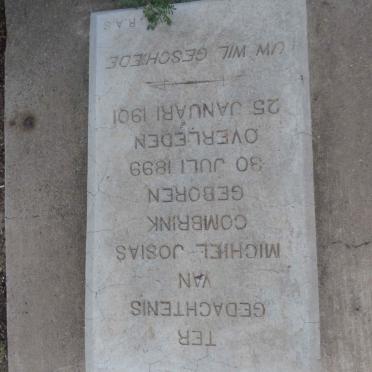 TER
GEDACHTENIS
VAN
MICHIEL JOSIAS
COMBRINK
GEBOREN
30 JULI 1899
OVERLEDEN
25 JANUARI 1901
UW WIL GESCHIEDE
R.A.S